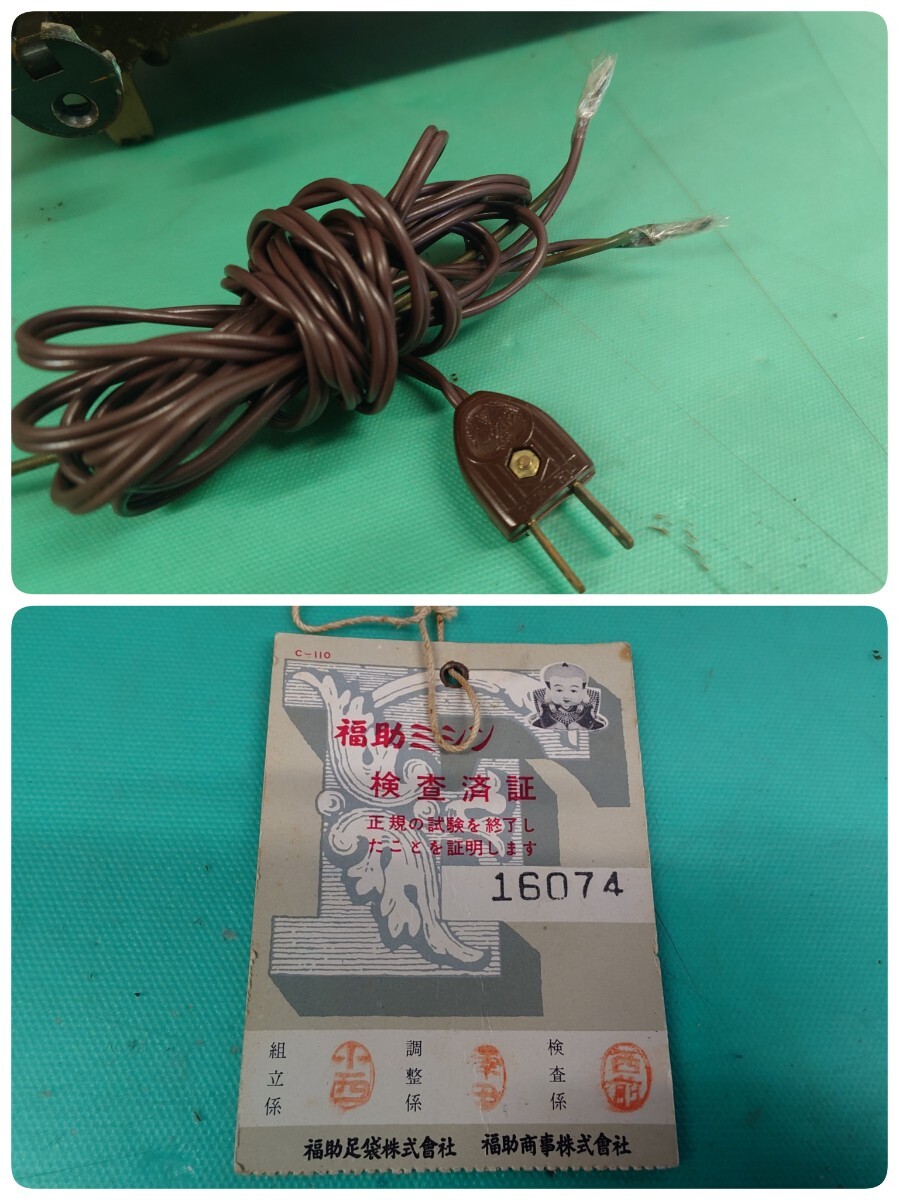 C-110
福助ミシン
検査済証
正規の試験を終了し
たことを証明します
16074
組立係
小西
調整係
検査係
福助足袋株式會社 福助商事株式會社